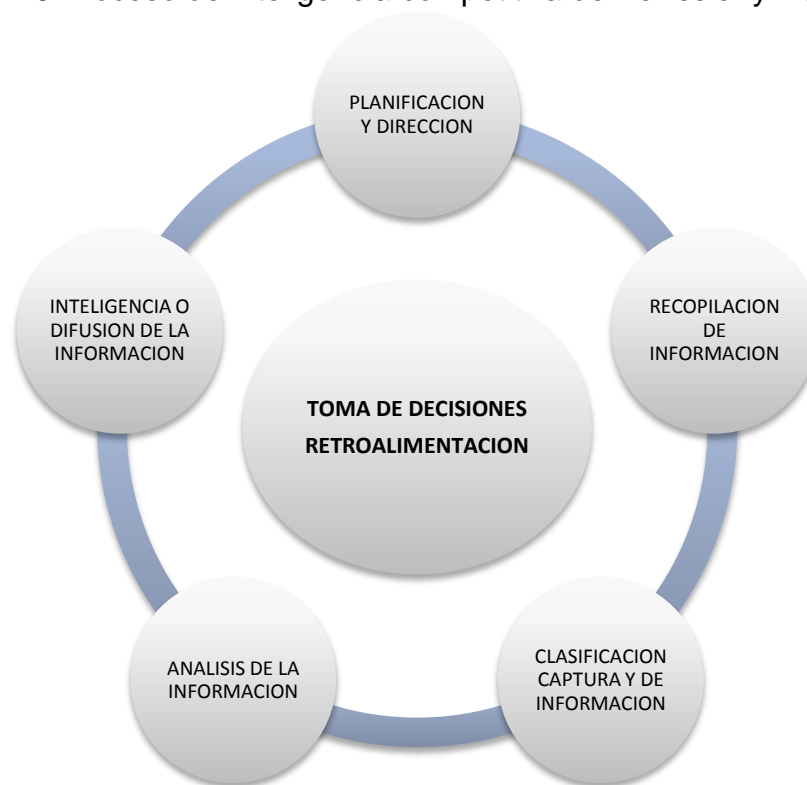 PLANIFICACION
Y DIRECCION
INTELIGENCIA O
DIFUSION DE LA
INFORMACION
RECOPILACION
DE
INFORMACION
TOMA DE DECISIONES
RETROALIMENTACION
ANALISIS DE LA
INFORMACION
CLASIFICACION
CAPTURA Y DE
INFORMACION